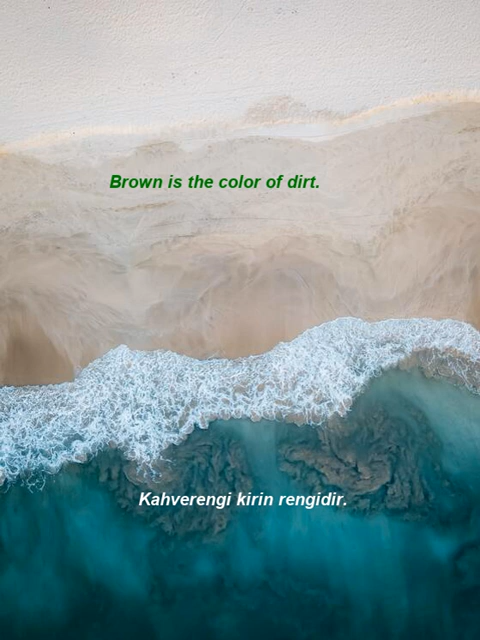 Brown is the color of dirt.
Kahverengi kirin rengidir.